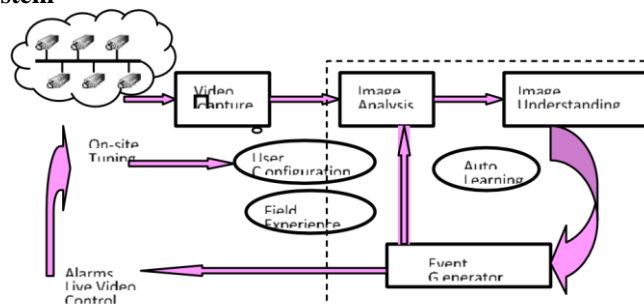 stem
Video
Capture
Image
Analysis
Image
Understanding
On-site
Tuning
User
Configuration
Auto
Learning
Field
Experience
Event
Generator
Alarms
Live Video
Control